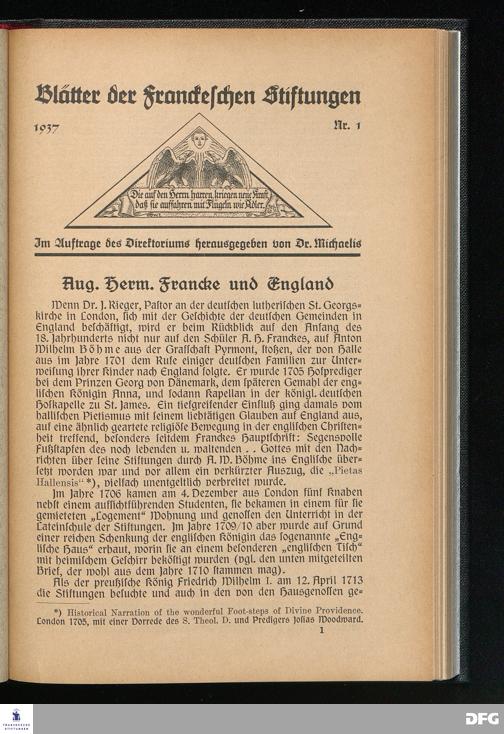 Blätter der Franckeschen Stiftungen
1937 Nr. 1
Die auf den Herrn harren, kriegen neue Kraft,
daß sie auffahren mit Flügeln wie Adler.
Im Auftrage des Direktoriums herausgegeben von Dr. Michaelis
Aug. Herm. Francke und England
Wenn Dr. J. Rieger, Pastor an der deutschen lutherischen St. Georgs-
kirche in London, sich mit der Geschichte der deutschen Gemeinden in
England beschäftigt, wird er beim Rückblick auf den Anfang des
18. Jahrhunderts nicht nur auf den Schüler A. H. Franckes, auf Anton
Wilhelm Böhme aus der Grafschaft Pyrmont, stoßen, der von Halle
aus im Jahre 1701 dem Rufe einiger deutschen Familien zur Unter-
weisung ihrer Kinder nach England folgte. Er wurde 1705 Hofprediger
bei dem Prinzen Georg von Dänemark, dem späteren Gemahl der eng-
lischen Königin Anna, und sodann Kapellan in der königl. deutschen
Hofkapelle zu St. James. Ein tiefgreifender Einfluß ging damals vom
hallischen Pietismus mit seinem liebtätigen Glauben auf England aus,
auf eine ähnlich geartete religiöse Bewegung in der englischen Christen-
heit treffend, besonders seitdem Franckes Hauptschrift: Segensvolle
Fußstapfen des noch lebenden u. waltenden . . Gottes mit den Nach-
richten über seine Stiftungen durch A. W. Böhme ins Englische über-
setzt worden war und vor allem ein verkürzter Auszug, die „Pietas
Hallensis“ *), vielfach unentgeltlich verbreitet wurde.
Im Jahre 1706 kamen am 4. Dezember aus London fünf Knaben
nebst einem aufsichtführenden Studenten, sie bekamen in einem für sie
gemieteten „Logement“ Wohnung und genossen den Unterricht in der
Lateinschule der Stiftungen. Im Jahre 1709/10 aber wurde auf Grund
einer reichen Schenkung der englischen Königin das sogenannte „Eng-
lische Haus“ erbaut, worin sie an einem besonderen „englischen Tisch“
mit heimischem Geschirr beköstigt wurden (vgl. den unten mitgeteilten
Brief, der wohl aus dem Jahre 1710 stammen mag).
Als der preußische König Friedrich Wilhelm I. am 12. April 1713
die Stiftungen besuchte und auch in den von den Hausgenossen ge-
*) Historical Narration of the wonderful Foot-steps of Divine Providence.
London 1705, mit einer Vorrede des S. Theol. D. und Predigers Josias Woodward.
1
FRANCKESCHE
STIFTUNGEN
DFG